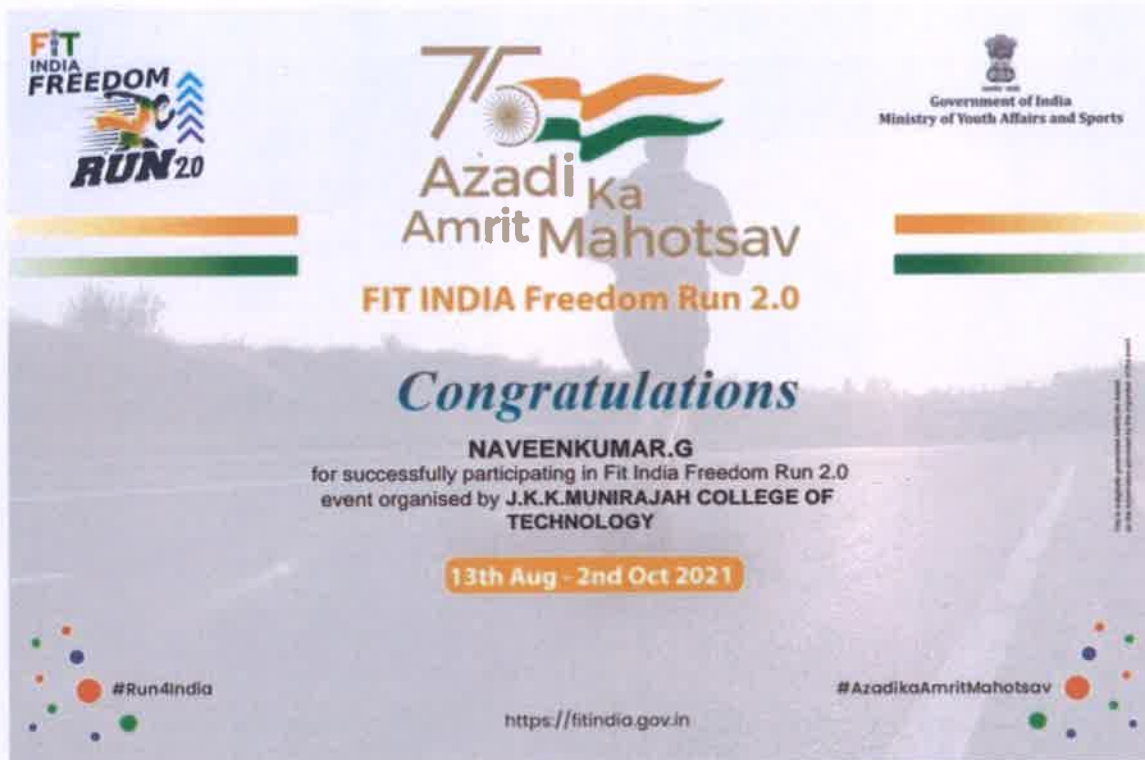 FIT
INDIA
FREEDOM
RUN 2.0
75
Azadi Ka
Amrit Mahotsav
Government of India
Ministry of Youth Affairs and Sports
FIT INDIA Freedom Run 2.0
Congratulations
NAVEENKUMAR.G
for successfully participating in Fit India Freedom Run 2.0
event organised by J.K.K.MUNIRAJAH COLLEGE OF
TECHNOLOGY
13th Aug - 2nd Oct 2021
#Run4India
#AzadikaAmritMahotsav
https://fitindia.gov.in